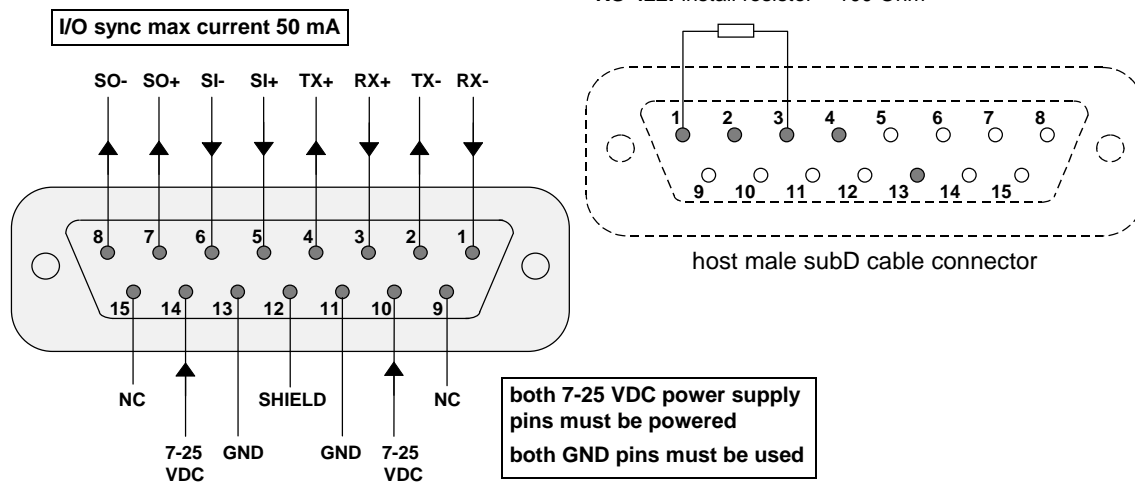 I/O sync max current 50 mA
SO- SO+ SI- SI+ TX+ RX+ TX- RX-
8 7 6 5 4 3 2 1
15 14 13 12 11 10 9
NC SHIELD NC
7-25 VDC GND GND 7-25 VDC
1 2 3 4 5 6 7 8
9 10 11 12 13 14 15
host male subD cable connector
both 7-25 VDC power supply
pins must be powered
both GND pins must be used